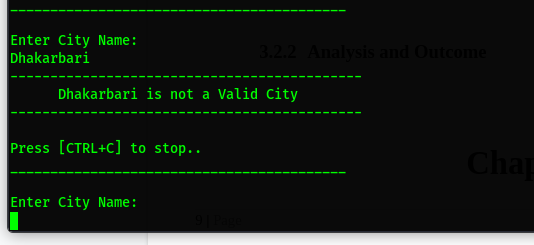 ------------------------------------------
Enter City Name:
Dhakarbari
--------------------------------------------
Dhakarbari is not a Valid City
--------------------------------------------
Press [CTRL+C] to stop..
------------------------------------------
Enter City Name:
3.2.2 Analysis and Outcome
Chap